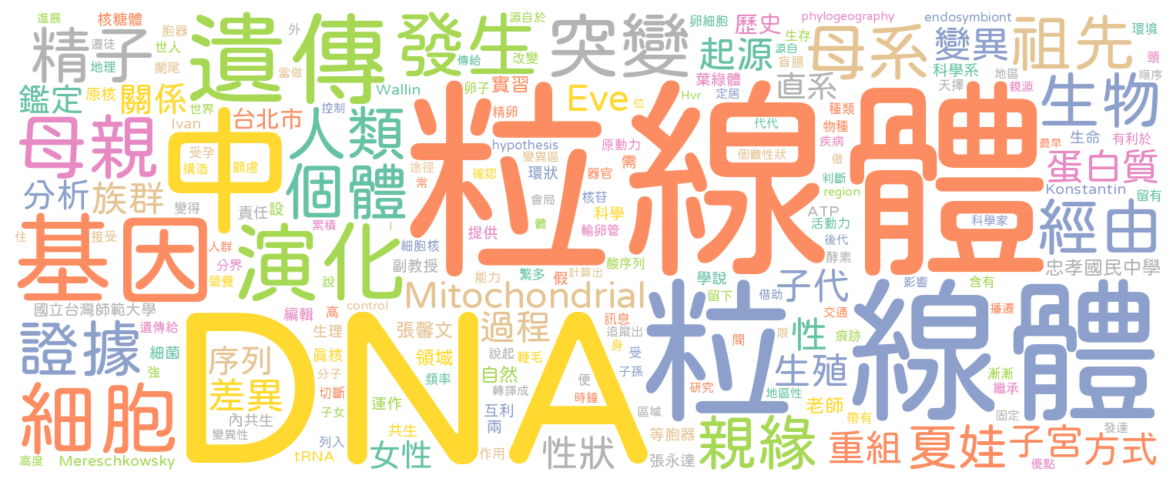 進展 核糖體 胞器 外 源自於 卵細胞 歷史 phylogeography endosymbiont 環境
精子 遷徙 世人 遺傳 發生 突變 起源 源自 生存 母系 變異 祖先 頸
地理 闌尾 當做 傳給 改變 盲腸 葉綠體 直系 科學系 地區 順序
鑑定 原核 關係 世界 Wallin 卵子 實習 Eve 位 Hvr 定居 天擇 親源 生物
母親 Ivan 台北市 控制 精卵 粒線體 代代 種類 最早
受孕 中 人類 hypothesis 原動力 物種 生命 有利於
構造 顧慮 途徑 變異區 需 個體性狀 疾病 做 蛋白質
分析 族群 個體 常 確認 環狀 器官 判斷 Konstantin 留有
變得 責任 設 會局 核苷 region
基因 累積 提供 體 科學 輸卵管 ATP 活動力 科學家 經由
住 接受 人群 演化 細胞核 後代
分界 副教授 能力 繁多 假 酸序列 學說 酵素 忠孝國民中學
營養 說 計算出 影響 含有
國立台灣師範大學 編輯 高 control Mitochondrial 留下 借助 子代 播遷
證據 遺傳給 DNA 生理 張馨文 過程 訊息 追蹤出 粒線體 交通
細菌 序列 真核 領域 說起 鞭毛 身 受 間 限 性 痕跡
強 差異 分子 切斷 頻率 自然 轉譯成 便 時鐘 子孫 研究 生殖 地區性 漸漸 繼承
細胞 內共生 子女 運作 互利 區域 老師 帶有 固定
變異性 列入 共生 兩 等胞器 發達
高度 Mereschkowsky tRNA 女性 作用 性狀 張永達 親緣 重組 夏娃 子宮 優點 方式